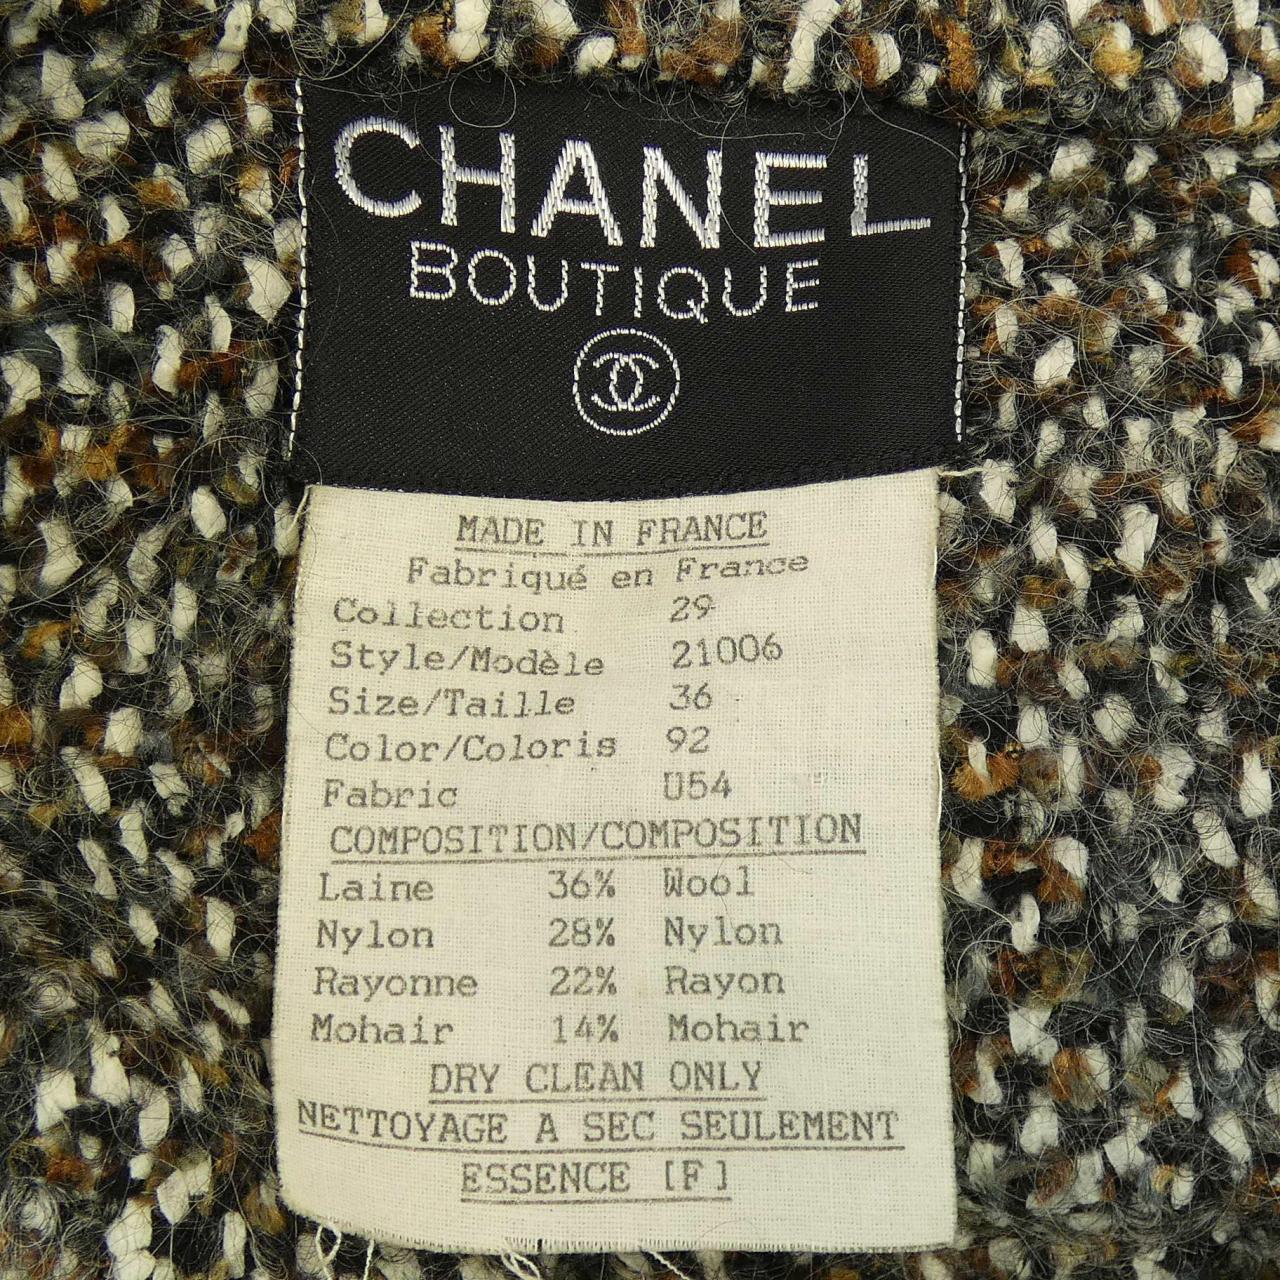 CHANEL
BOUTIQUE
MADE IN FRANCE
Fabriqué en France
Collection 29
Style/Modèle 21006
Size/Taille 36
Color/Coloris 92
Fabric U54
COMPOSITION/COMPOSITION
Laine 36% Wool
Nylon 28% Nylon
Rayonne 22% Rayon
Mohair 14% Mohair
DRY CLEAN ONLY
NETTOYAGE A SEC SEULEMENT
ESSENCE [F]